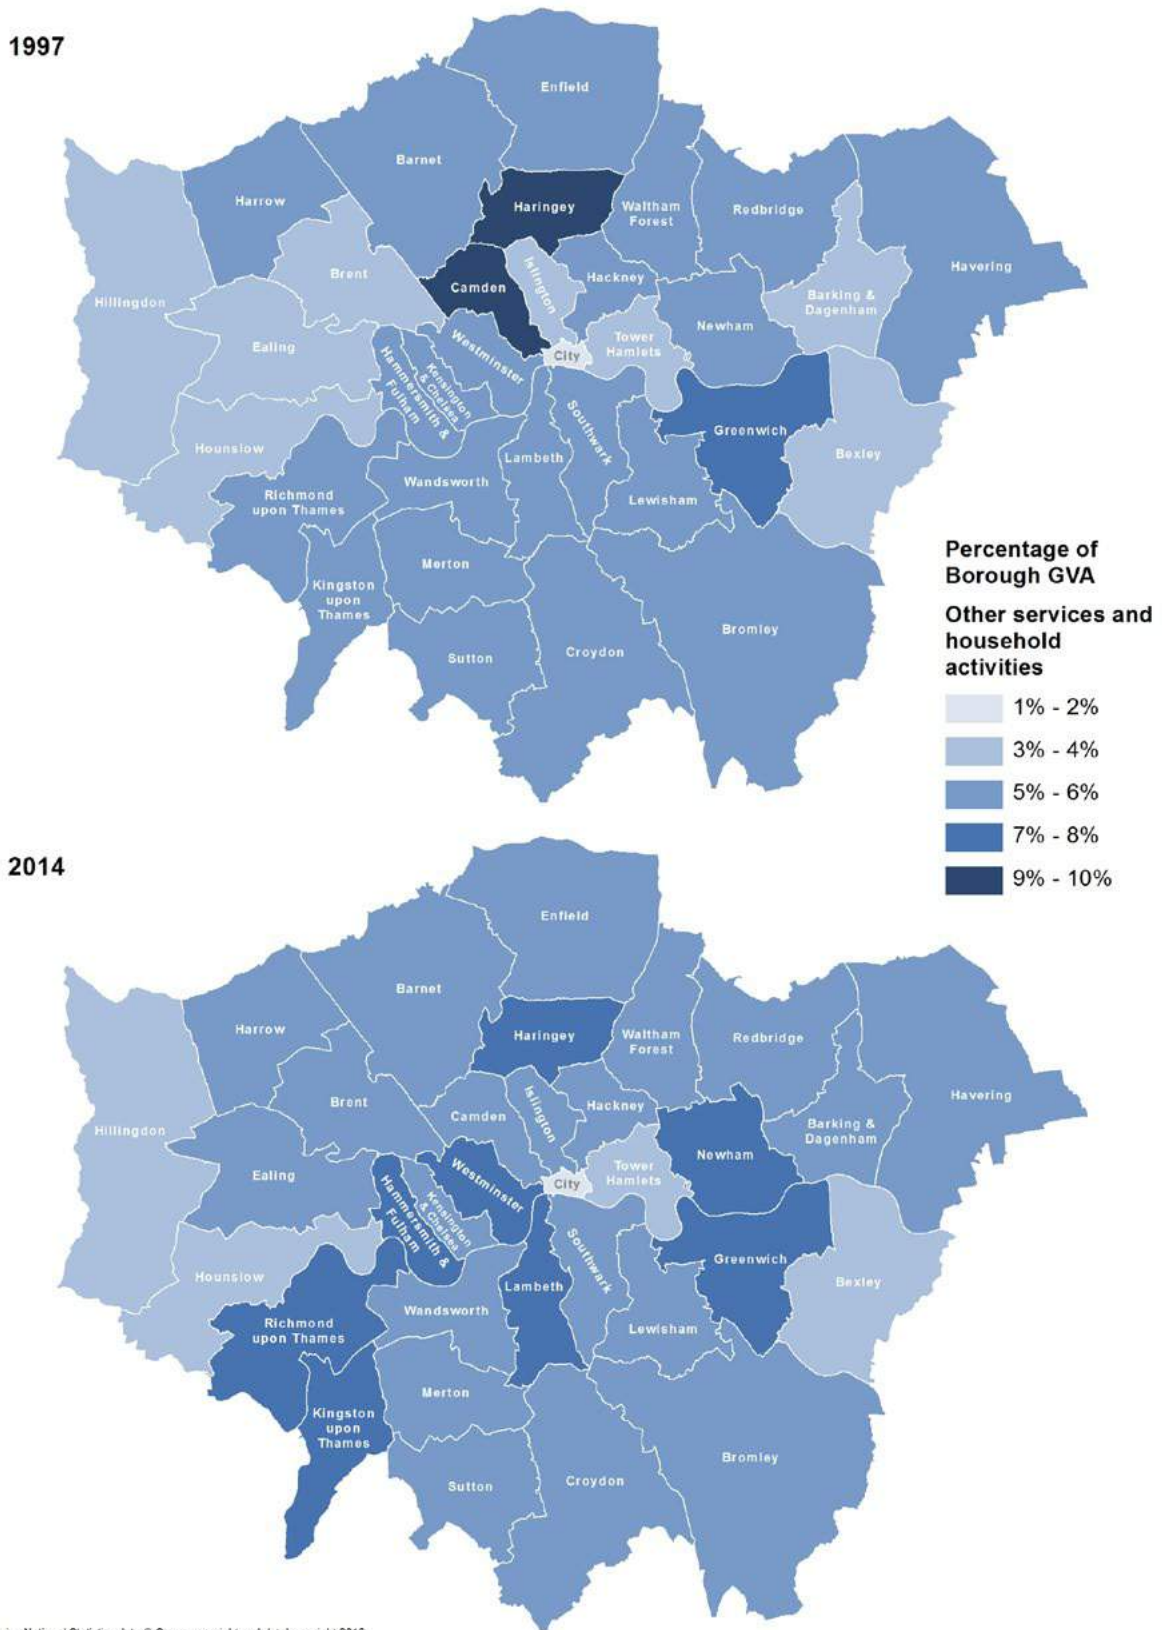 1997
Enfield
Barnet
Harrow
Haringey
Waltham
Forest
Redbridge
Havering
Hillingdon
Brent
Camden
Islington
Hackney
Barking &
Dagenham
Ealing
Westminster
City
Tower
Hamlets
Newham
Hammersmith &
Fulham
Kensington
& Chelsea
Hounslow
Southwark
Greenwich
Bexley
Richmond
upon Thames
Wandsworth
Lambeth
Lewisham
Merton
Kingston
upon
Thames
Sutton
Croydon
Bromley
Percentage of
Borough GVA
Other services and
household
activities
1% - 2%
3% - 4%
5% - 6%
7% - 8%
9% - 10%
2014
Enfield
Barnet
Harrow
Haringey
Waltham
Forest
Redbridge
Havering
Hillingdon
Brent
Camden
Islington
Hackney
Barking &
Dagenham
Ealing
Westminster
City
Tower
Hamlets
Newham
Hammersmith &
Fulham
Kensington
& Chelsea
Hounslow
Southwark
Greenwich
Bexley
Richmond
upon Thames
Wandsworth
Lambeth
Lewisham
Merton
Kingston
upon
Thames
Sutton
Croydon
Bromley